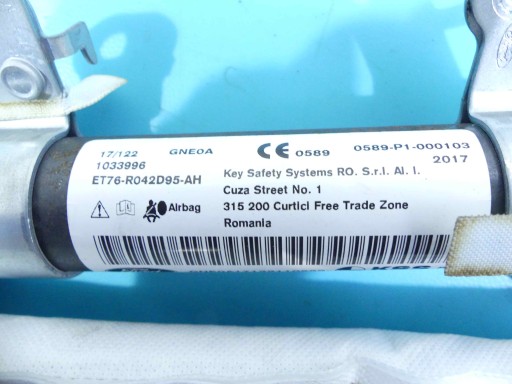 17/122 GNE0A CE 0589 0589-P1-000103
1033996 2017
ET76-R042D95-AH Key Safety Systems RO. S.r.l. Al. I.
Cuza Street No. 1
Airbag 315 200 Curtici Free Trade Zone
Romania